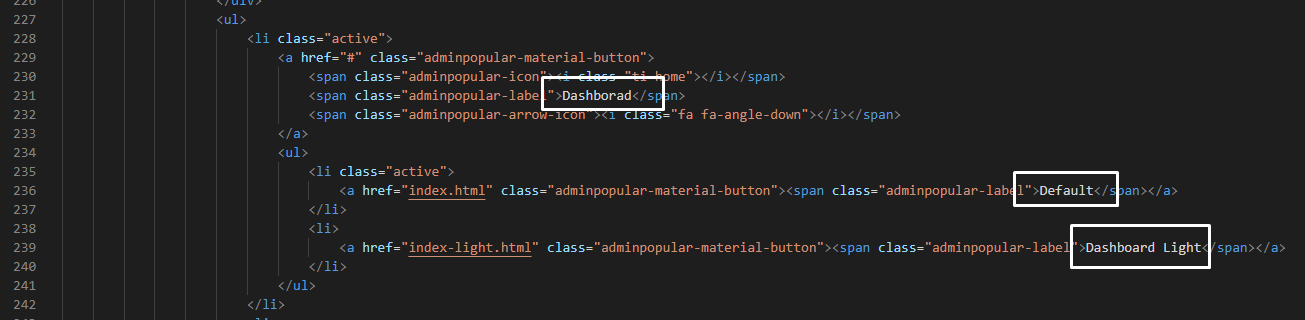 226 </div>
227 <ul>
228 <li class="active">
229 <a href="#" class="adminpopular-material-button">
230 <span class="adminpopular-icon"><i class="ti-home"></i></span>
231 <span class="adminpopular-label">Dashborad</span>
232 <span class="adminpopular-arrow-icon"><i class="fa fa-angle-down"></i></span>
233 </a>
234 <ul>
235 <li class="active">
236 <a href="index.html" class="adminpopular-material-button"><span class="adminpopular-label">Default</span></a>
237 </li>
238 <li>
239 <a href="index-light.html" class="adminpopular-material-button"><span class="adminpopular-label">Dashboard Light</span></a>
240 </li>
241 </ul>
242 </li>